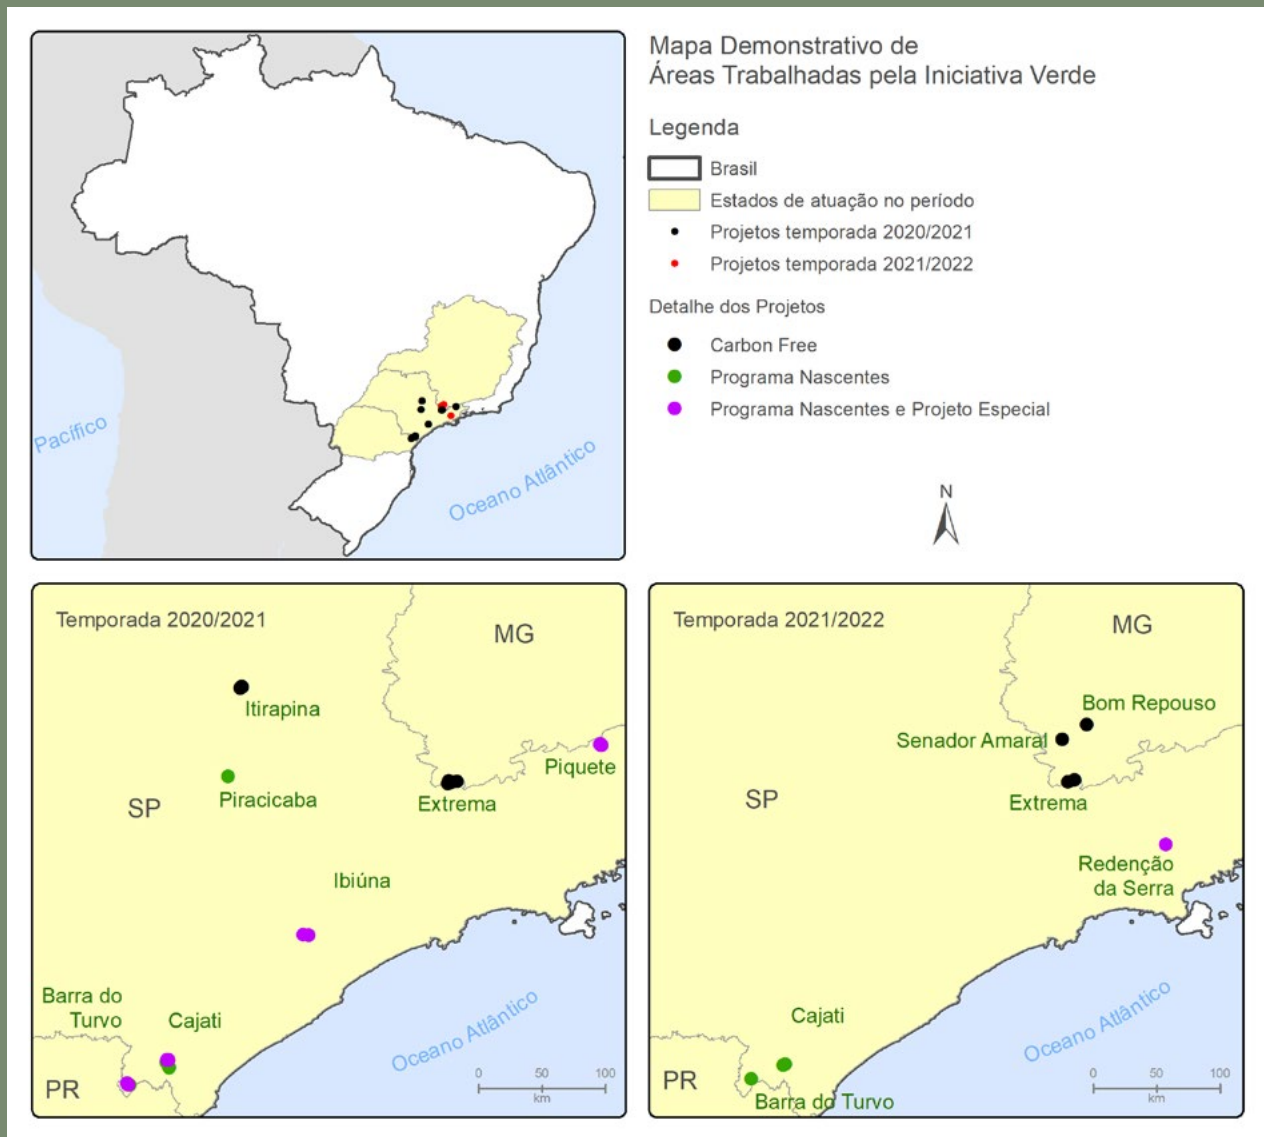 Mapa Demonstrativo de
Áreas Trabalhadas pela Iniciativa Verde
Legenda
Brasil
Estados de atuação no período
Projetos temporada 2020/2021
Projetos temporada 2021/2022
Detalhe dos Projetos
Carbon Free
Programa Nascentes
Programa Nascentes e Projeto Especial
N
Pacífico
Oceano Atlântico
Temporada 2020/2021
MG
Itirapina
Piquete
Piracicaba
SP
Extrema
Ibiúna
Barra do
Turvo
Cajati
Oceano Atlântico
PR
0 50 100
km
Temporada 2021/2022
MG
Bom Repouso
Senador Amaral
SP
Extrema
Redenção
da Serra
Cajati
Oceano Atlântico
PR
Barra do Turvo
0 50 100
km